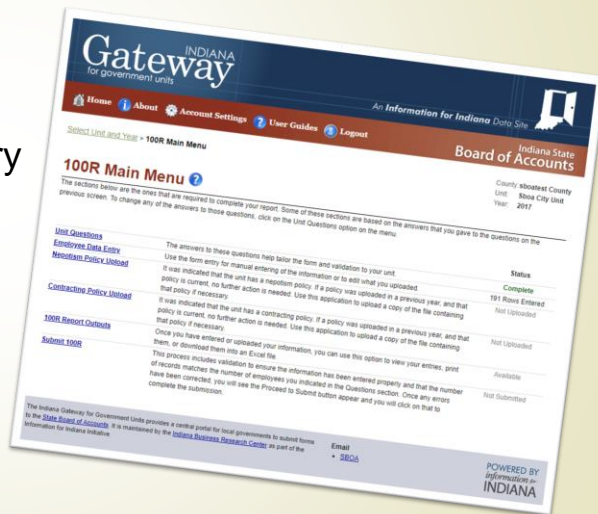 ry
Gateway
INDIANA
for government units
An Information for Indiana Data Site
Home
About
Account Settings
User Guides
Logout
Indiana State
Board of Accounts
Select Unit and Year > 100R Main Menu
County: sboatest County
Unit: Sboa City Unit
Year: 2017
100R Main Menu
The sections below are the ones that are required to complete your report. Some of these sections are based on the answers that you gave to the questions on the
previous screen. To change any of the answers to those questions, click on the Unit Questions option on the menu.
Status
Unit Questions
The answers to these questions help tailor the form and validation to your unit.
Complete
Employee Data Entry
Use the form entry for manual entering of the information or to edit what you uploaded.
191 Rows Entered
Nepotism Policy Upload
It was indicated that the unit has a nepotism policy. If a policy was uploaded in a previous year, and that
policy is current, no further action is needed. Use this application to upload a copy of the file containing
that policy if necessary.
Not Uploaded
Contracting Policy Upload
It was indicated that the unit has a contracting policy. If a policy was uploaded in a previous year, and that
policy is current, no further action is needed. Use this application to upload a copy of the file containing
that policy if necessary.
Not Uploaded
100R Report Outputs
Once you have entered or uploaded your information, you can use this option to view your entries, print
them, or download them into an Excel file.
Available
Submit 100R
This process includes validation to ensure the information has been entered properly and that the number
of records matches the number of employees you indicated in the Questions section. Once any errors
have been corrected, you will see the Proceed to Submit button appear and you will click on that to
complete the submission.
Not Submitted
The Indiana Gateway for Government Units provides a central portal for local governments to submit forms
to the State Board of Accounts. It is maintained by the Indiana Business Research Center as part of the
Information for Indiana Initiative.
Email
• SBOA
POWERED BY
information for
INDIANA